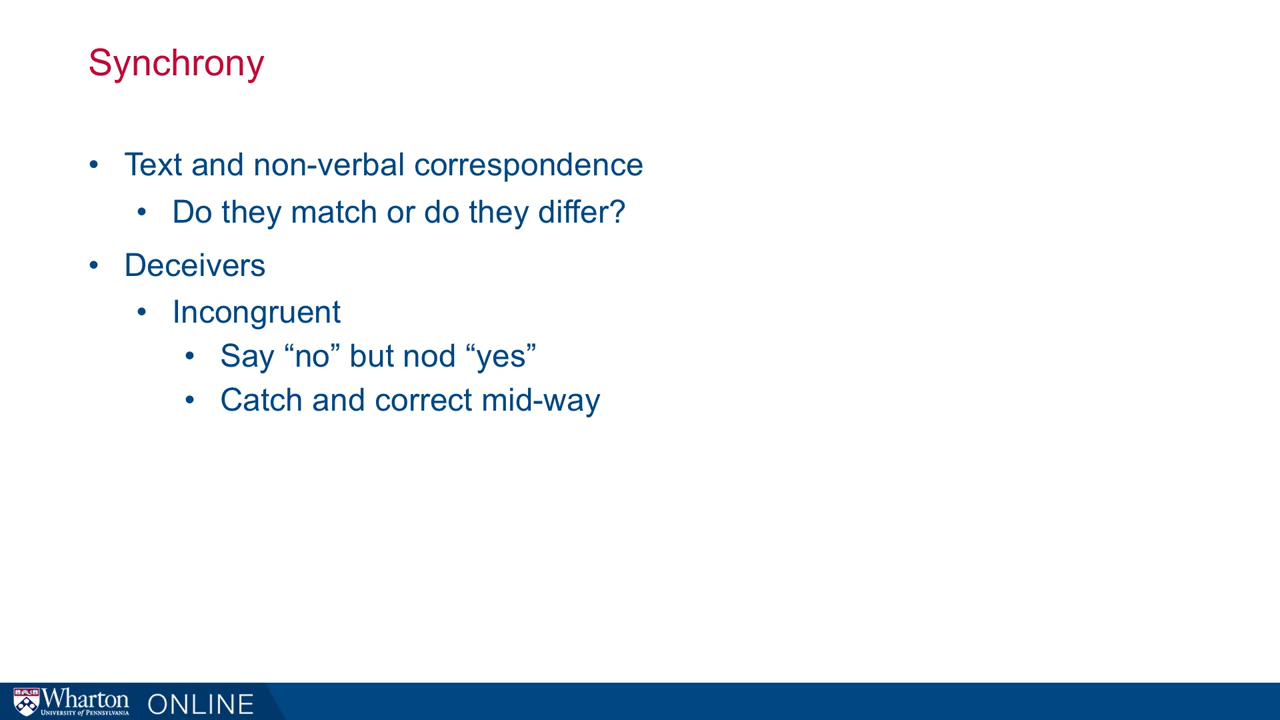 Synchrony
• Text and non-verbal correspondence
• Do they match or do they differ?
• Deceivers
• Incongruent
• Say “no” but nod “yes”
• Catch and correct mid-way
Wharton ONLINE
University of Pennsylvania